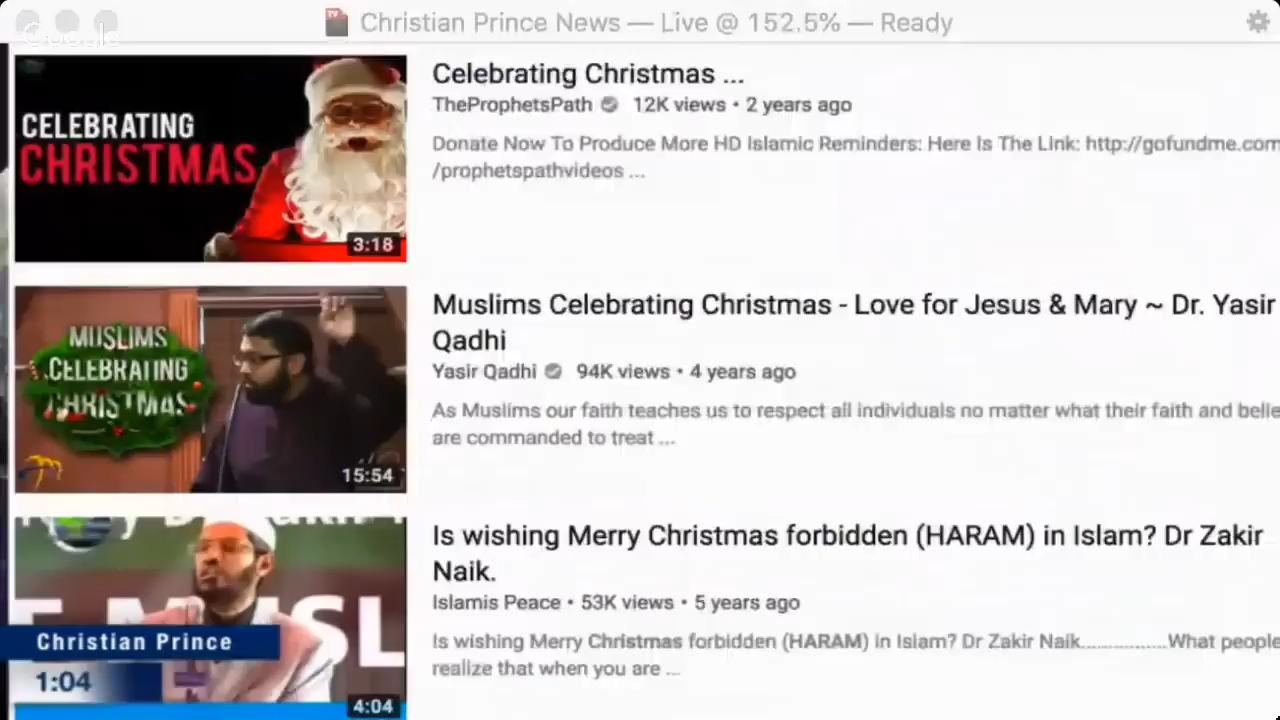 Christian Prince News — Live @ 152.5% — Ready
Google
CELEBRATING
CHRISTMAS
3:18
Celebrating Christmas ...
TheProphetsPath 12K views • 2 years ago
Donate Now To Produce More HD Islamic Reminders: Here Is The Link: http://gofundme.com
/prophetspathvideos ...
MUSLIMS
CELEBRATING
CHRISTMAS
15:54
Muslims Celebrating Christmas - Love for Jesus & Mary ~ Dr. Yasir
Qadhi
Yasir Qadhi 94K views • 4 years ago
As Muslims our faith teaches us to respect all individuals no matter what their faith and belie
are commanded to treat ...
Is wishing Merry Christmas forbidden (HARAM) in Islam? Dr Zakir
Naik.
Islamis Peace • 53K views • 5 years ago
Is wishing Merry Christmas forbidden (HARAM) in Islam? Dr Zakir Naik..................What people
realize that when you are ...
Christian Prince
1:04
4:04